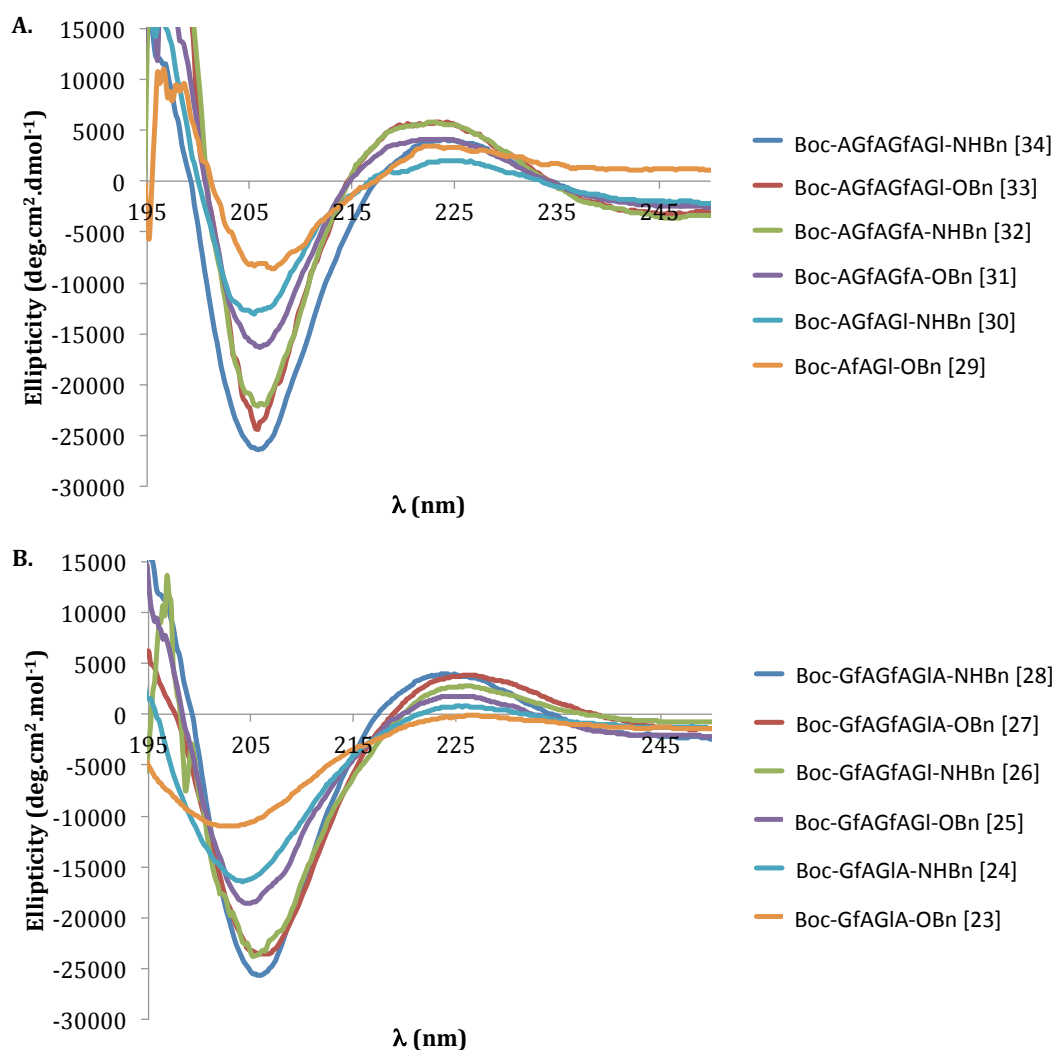 A.
15000
10000
5000
0
-5000
-10000
-15000
-20000
-25000
-30000
Ellipticity (deg.cm².dmol⁻¹)
195 205 215 225 235 245
λ (nm)
Boc-AGfAGfAGl-NHBn [34]
Boc-AGfAGfAGl-OBn [33]
Boc-AGfAGfA-NHBn [32]
Boc-AGfAGfA-OBn [31]
Boc-AGfAGl-NHBn [30]
Boc-AfAGl-OBn [29]
B.
15000
10000
5000
0
-5000
-10000
-15000
-20000
-25000
-30000
Ellipticity (deg.cm².mol⁻¹)
195 205 215 225 235 245
λ (nm)
Boc-GfAGfAGlA-NHBn [28]
Boc-GfAGfAGlA-OBn [27]
Boc-GfAGfAGl-NHBn [26]
Boc-GfAGfAGl-OBn [25]
Boc-GfAGlA-NHBn [24]
Boc-GfAGlA-OBn [23]